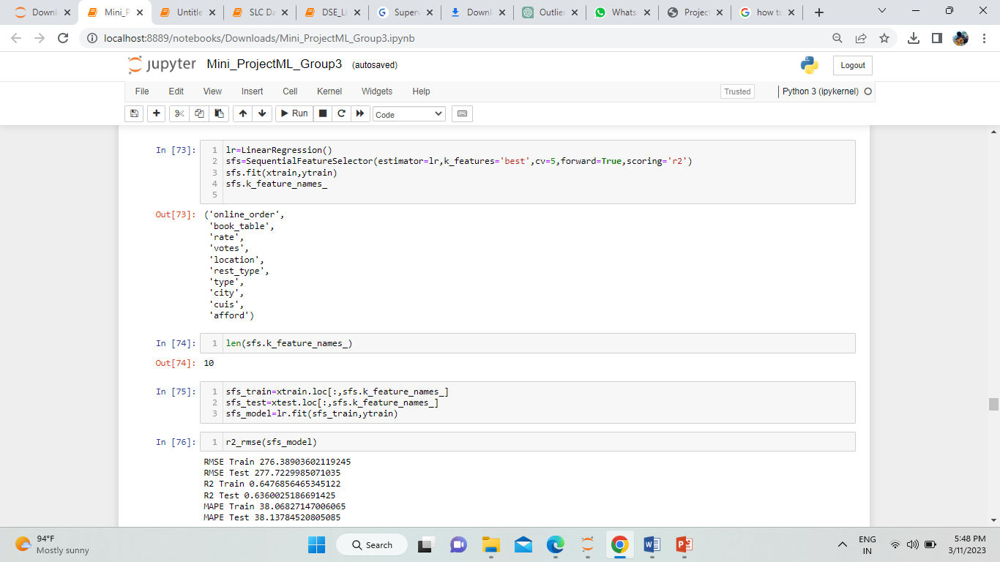 Downl
Mini_P
Untitle
SLC Da
DSE_Li
Superv
Downl
Outlier
Whats
Project
how to
localhost:8889/notebooks/Downloads/Mini_ProjectML_Group3.ipynb
jupyter Mini_ProjectML_Group3 (autosaved)
Logout
File Edit View Insert Cell Kernel Widgets Help
Trusted
Python 3 (ipykernel)
Run
Code
In [73]:
1 lr=LinearRegression()
2 sfs=SequentialFeatureSelector(estimator=lr,k_features='best',cv=5,forward=True,scoring='r2')
3 sfs.fit(xtrain,ytrain)
4 sfs.k_feature_names_
5
Out[73]: ('online_order',
'book_table',
'rate',
'votes',
'location',
'rest_type',
'type',
'city',
'cuis',
'afford')
In [74]: 1 len(sfs.k_feature_names_)
Out[74]: 10
In [75]:
1 sfs_train=xtrain.loc[:,sfs.k_feature_names_]
2 sfs_test=xtest.loc[:,sfs.k_feature_names_]
3 sfs_model=lr.fit(sfs_train,ytrain)
In [76]: 1 r2_rmse(sfs_model)
RMSE Train 276.38903602119245
RMSE Test 277.7229985071035
R2 Train 0.6476856465345122
R2 Test 0.6360025186691425
MAPE Train 38.06827147006065
MAPE Test 38.13784520805085
94°F
Mostly sunny
Search
ENG
IN
5:48 PM
3/11/2023